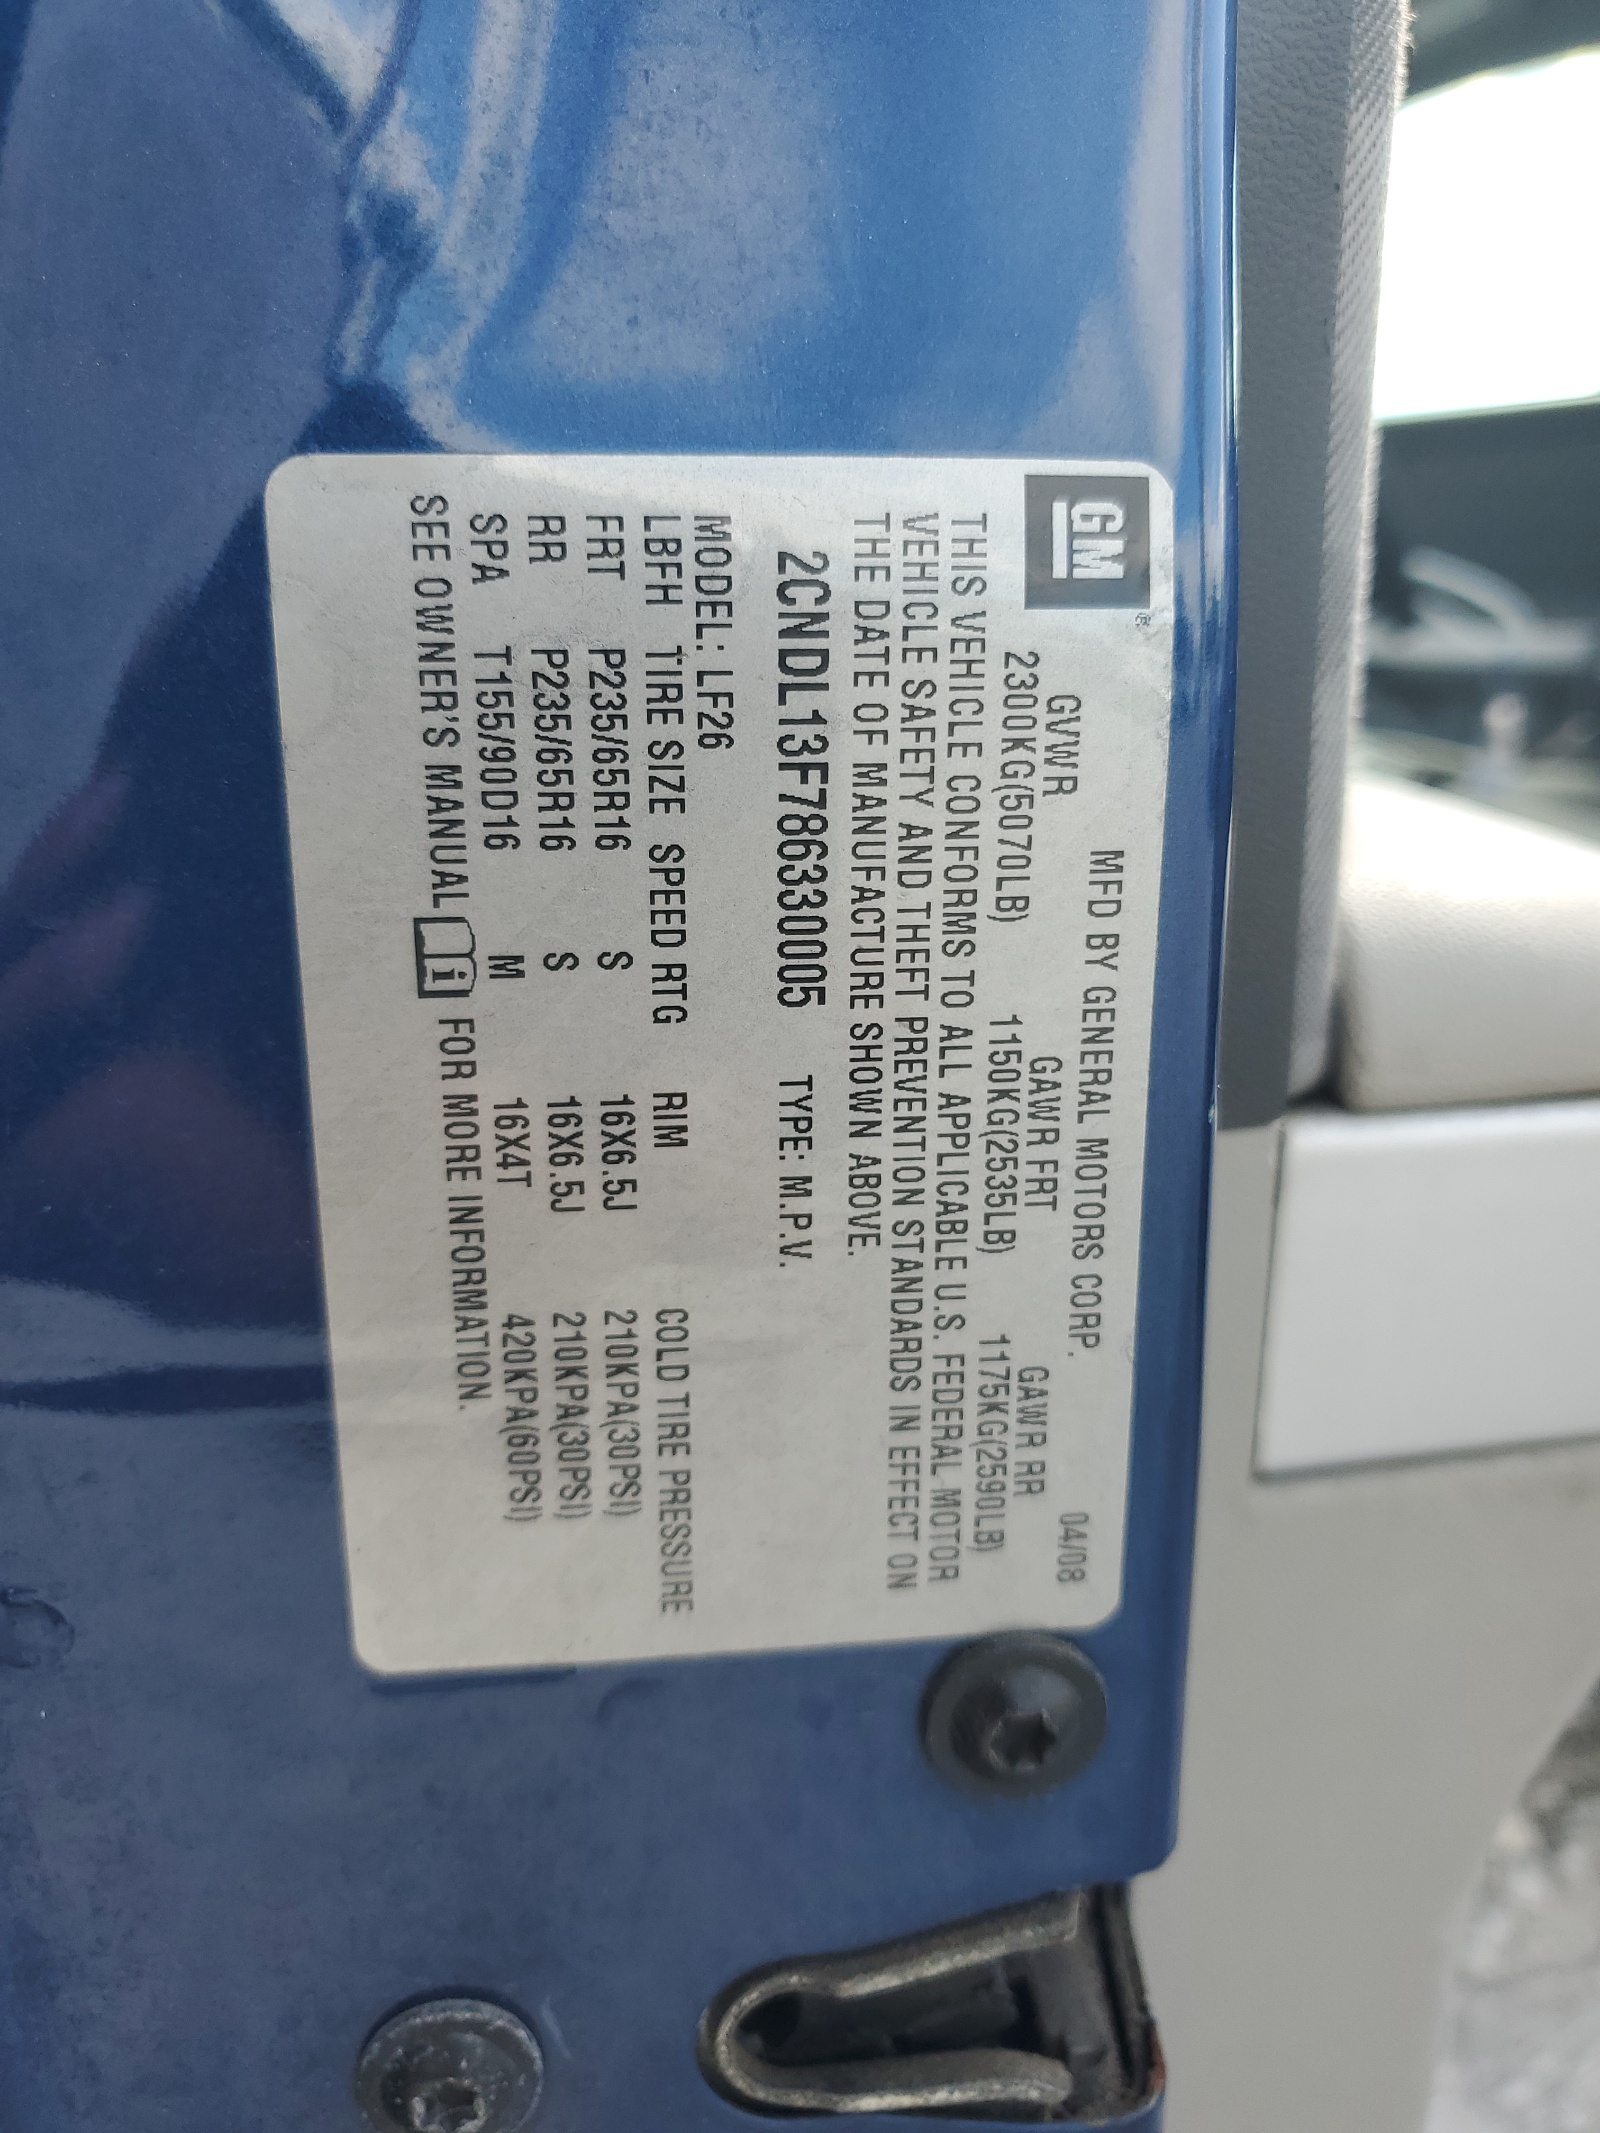 GM®
MFD BY GENERAL MOTORS CORP. 04/08
GVWR GAWR FRT GAWR RR
2300KG(5070LB) 1150KG(2535LB) 1175KG(2590LB)
THIS VEHICLE CONFORMS TO ALL APPLICABLE U.S. FEDERAL MOTOR
VEHICLE SAFETY AND THEFT PREVENTION STANDARDS IN EFFECT ON
THE DATE OF MANUFACTURE SHOWN ABOVE.
2CNDL13F786330005 TYPE: M.P.V.
MODEL: LF26
LBFH TIRE SIZE SPEED RTG RIM COLD TIRE PRESSURE
FRT P235/65R16 S 16X6.5J 210KPA(30PSI)
RR P235/65R16 S 16X6.5J 210KPA(30PSI)
SPA T155/90D16 M 16X4T 420KPA(60PSI)
SEE OWNER'S MANUAL i FOR MORE INFORMATION.